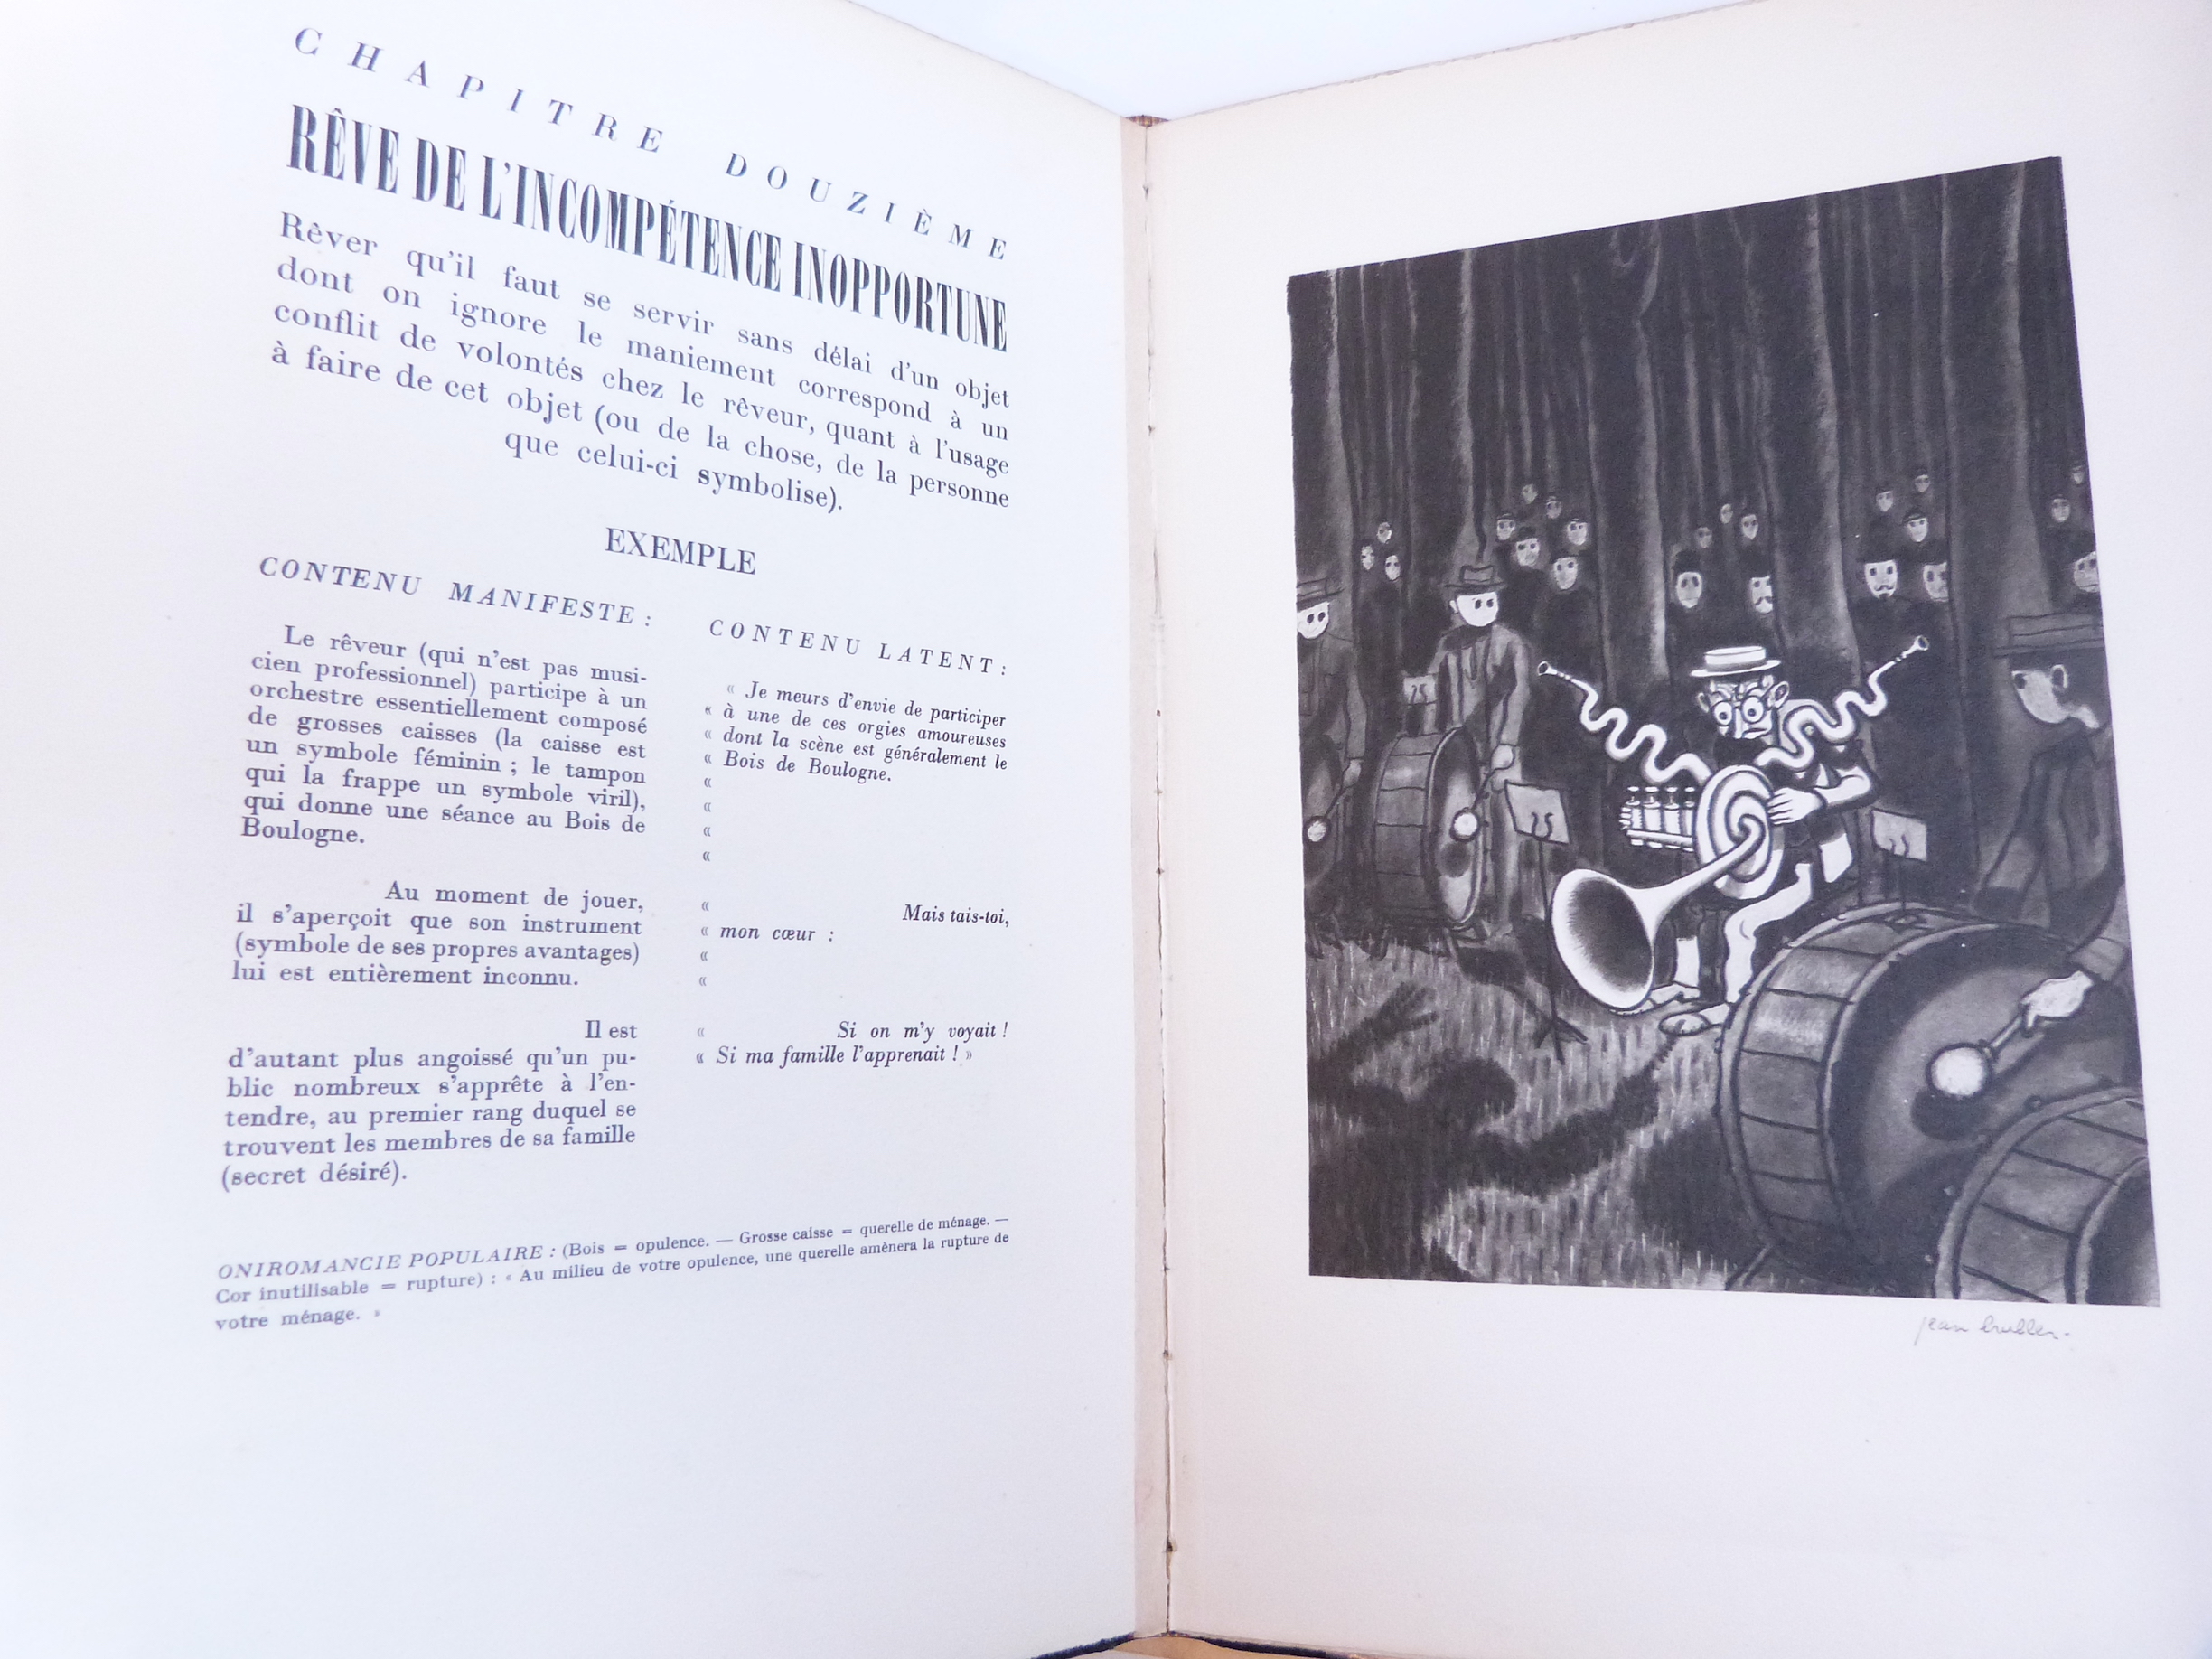 CHAPITRE DOUZIÈME
RÊVE DE L'INCOMPÉTENCE INOPPORTUNE
Rêver qu'il faut se servir sans délai d'un objet
dont on ignore le maniement correspond à un
conflit de volontés chez le rêveur, quant à l'usage
à faire de cet objet (ou de la chose, de la personne
que celui-ci symbolise).
EXEMPLE
CONTENU MANIFESTE :
Le rêveur (qui n'est pas musi-
cien professionnel) participe à un
orchestre essentiellement composé
de grosses caisses (la caisse est
un symbole féminin ; le tampon
qui la frappe un symbole viril),
qui donne une séance au Bois de
Boulogne.
Au moment de jouer,
il s'aperçoit que son instrument
(symbole de ses propres avantages)
lui est entièrement inconnu.
Il est
d'autant plus angoissé qu'un pu-
blic nombreux s'apprête à l'en-
tendre, au premier rang duquel se
trouvent les membres de sa famille
(secret désiré).
CONTENU LATENT :
« Je meurs d'envie de participer
« à une de ces orgies amoureuses
« dont la scène est généralement le
« Bois de Boulogne.
«
«
«
«
« Mais tais-toi,
« mon cœur :
«
«
« Si on m'y voyait !
« Si ma famille l'apprenait ! »
ONIROMANCIE POPULAIRE : (Bois = opulence. — Grosse caisse = querelle de ménage. —
Cor inutilisable = rupture) : « Au milieu de votre opulence, une querelle amènera la rupture de
votre ménage. »
jean bruller.